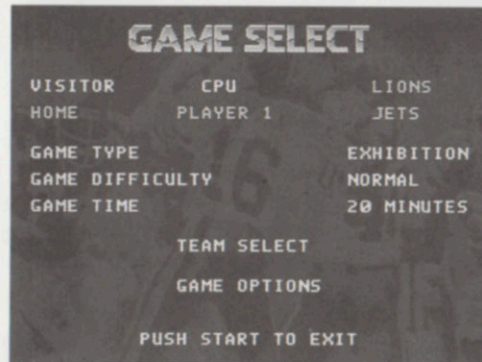 GAME SELECT
VISITOR CPU LIONS
HOME PLAYER 1 JETS
GAME TYPE EXHIBITION
GAME DIFFICULTY NORMAL
GAME TIME 20 MINUTES
TEAM SELECT
GAME OPTIONS
PUSH START TO EXIT